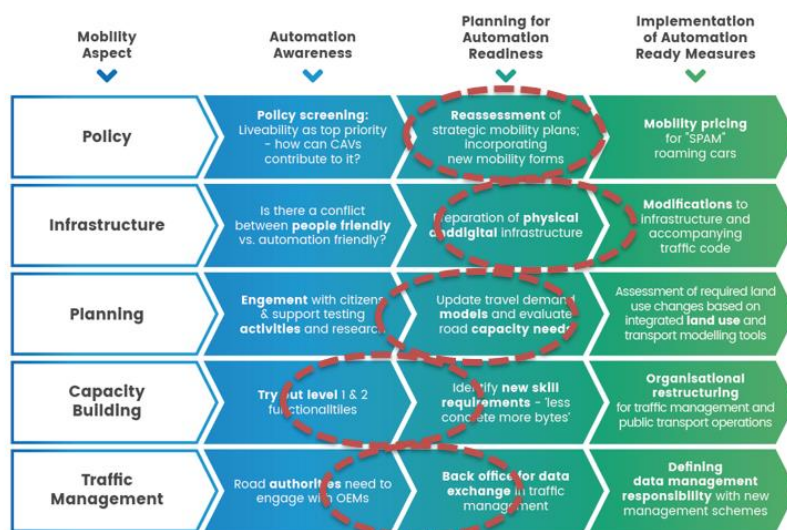 Mobility
Aspect
Automation
Awareness
Planning for
Automation
Readiness
Implementation
of Automation
Ready Measures
Policy
Policy screening:
Liveability as top priority
- how can CAVs
contribute to it?
Reassessment of
strategic mobility plans;
incorporating
new mobility forms
Mobility pricing
for "SPAM"
roaming cars
Infrastructure
Is there a conflict
between people friendly
vs. automation friendly?
Preparation of physical
anddigital infrastructure
Modifications to
infrastructure and
accompanying
traffic code
Planning
Engement with citizens
& support testing
activities and research
Update travel demand
models and evaluate
road capacity needs
Assessment of required land
use changes based on
integrated land use and
transport modelling tools
Capacity
Building
Try out level 1 & 2
functionalitiles
Identify new skill
requirements - 'less
concrete more bytes'
Organisational
restructuring
for traffic management and
public transport operations
Traffic
Management
Road authorities need to
engage with OEMs
Back office for data
exchange in traffic
management
Defining
data management
responsibility with new
management schemes